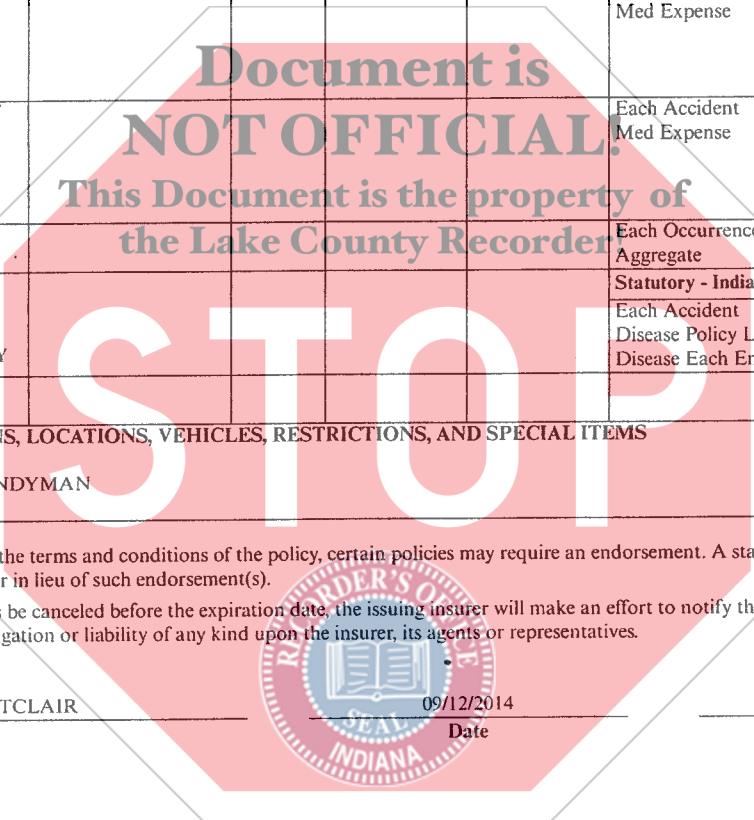 Med Expense
Document is
NOT OFFICIAL!
Each Accident
Med Expense
This Document is the property of
the Lake County Recorder!
Each Occurrence
Aggregate
Statutory - India
Each Accident
Disease Policy L
Disease Each E
Y
STOP
S, LOCATIONS, VEHICLES, RESTRICTIONS, AND SPECIAL ITEMS
NDYMAN
the terms and conditions of the policy, certain policies may require an endorsement. A sta
r in lieu of such endorsement(s).
s be canceled before the expiration date, the issuing insurer will make an effort to notify th
gation or liability of any kind upon the insurer, its agents or representatives.
RECORDER'S OFFICE
SEAL
INDIANA
TCLAIR
09/12/2014
Date